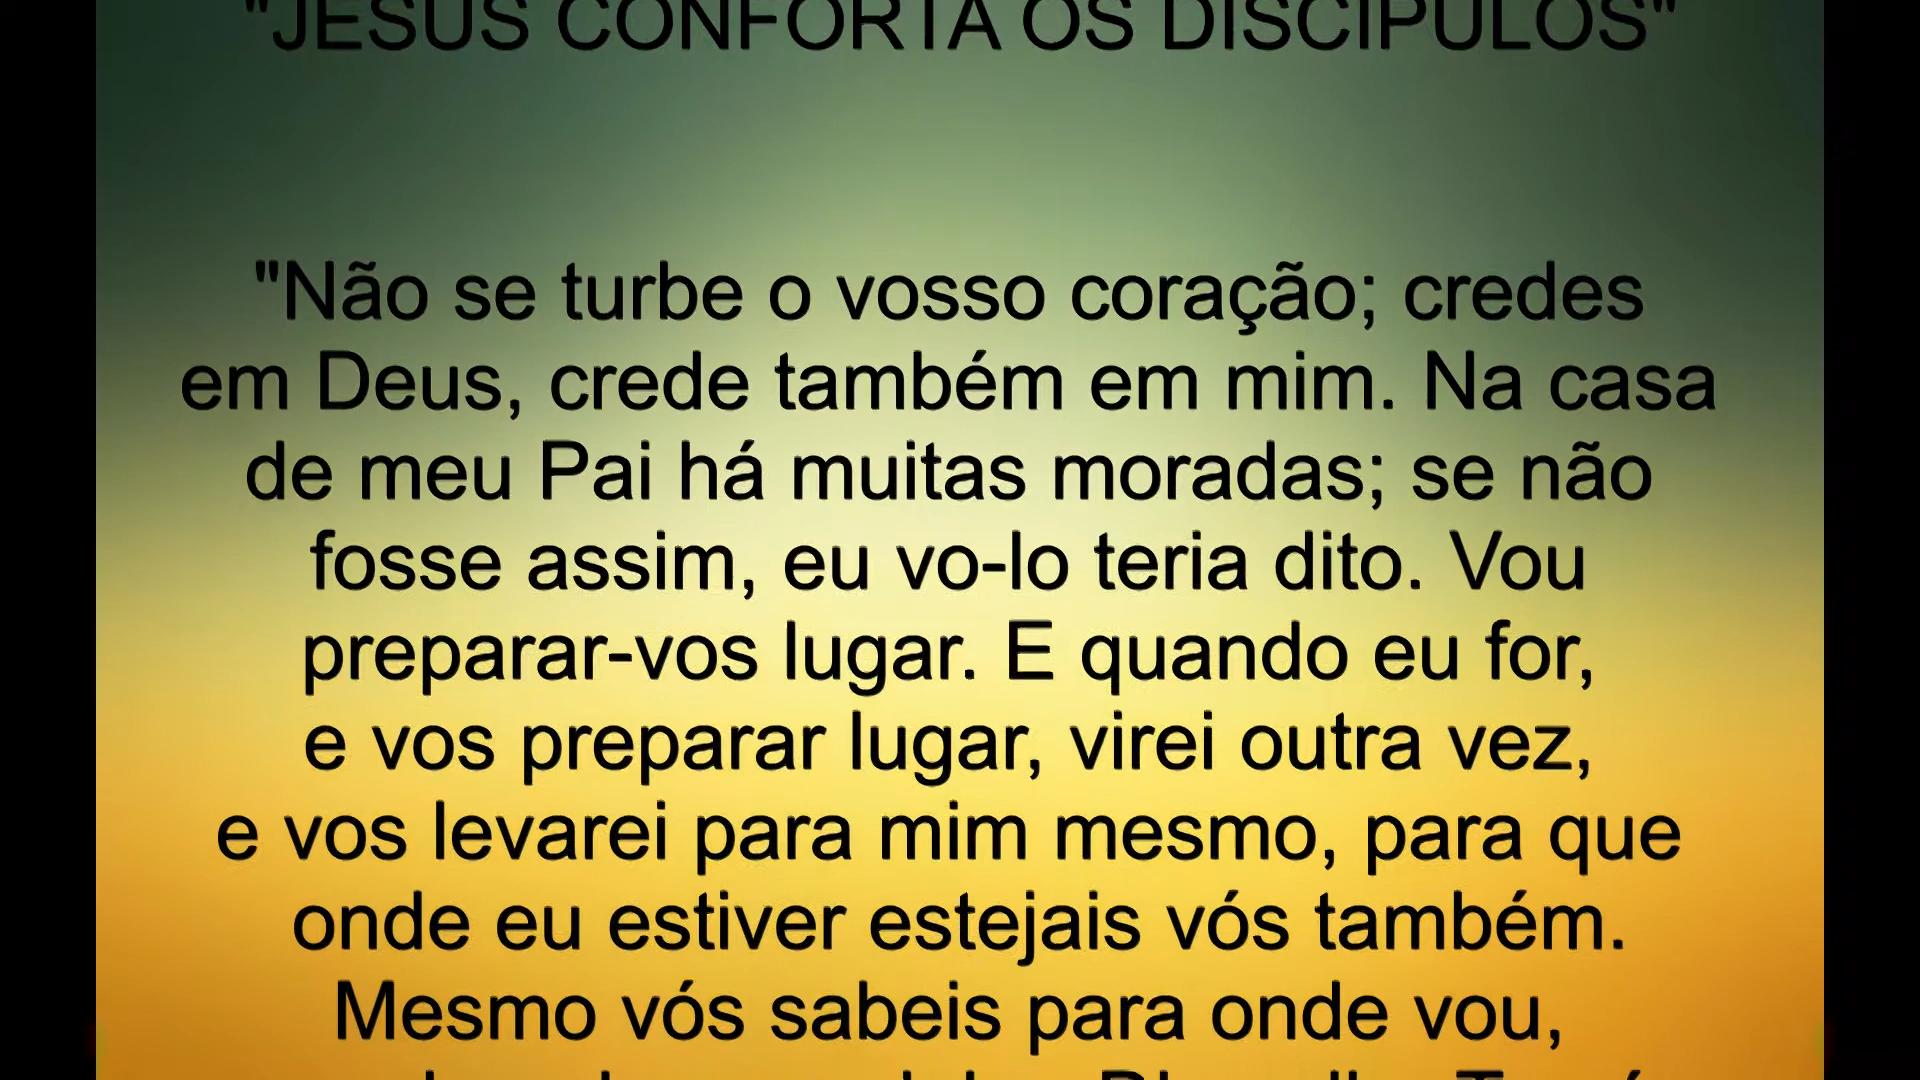 "JESUS CONFORTA OS DISCÍPULOS"
"Não se turbe o vosso coração; credes
em Deus, crede também em mim. Na casa
de meu Pai há muitas moradas; se não
fosse assim, eu vo-lo teria dito. Vou
preparar-vos lugar. E quando eu for,
e vos preparar lugar, virei outra vez,
e vos levarei para mim mesmo, para que
onde eu estiver estejais vós também.
Mesmo vós sabeis para onde vou,